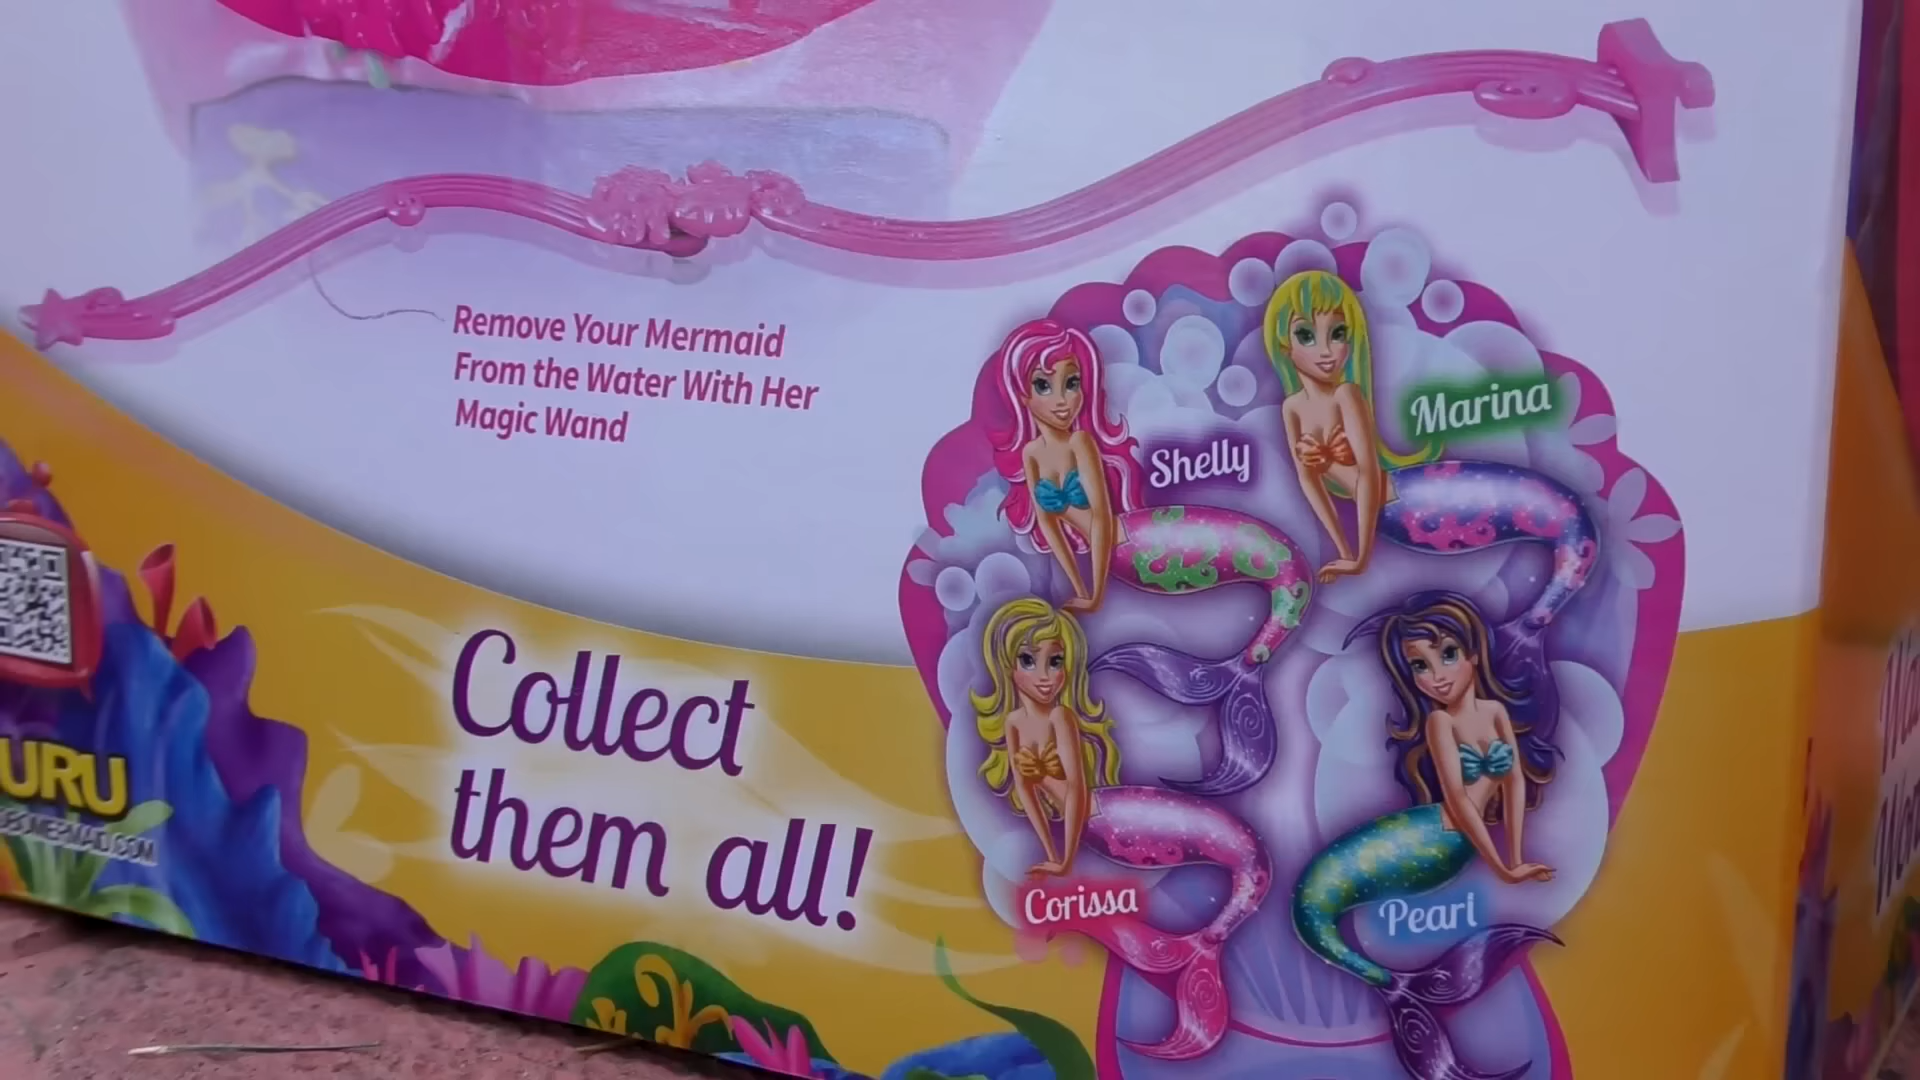 Remove Your Mermaid
From the Water With Her
Magic Wand
Marina
Shelly
Collect
them all!
Corissa
Pearl
URU